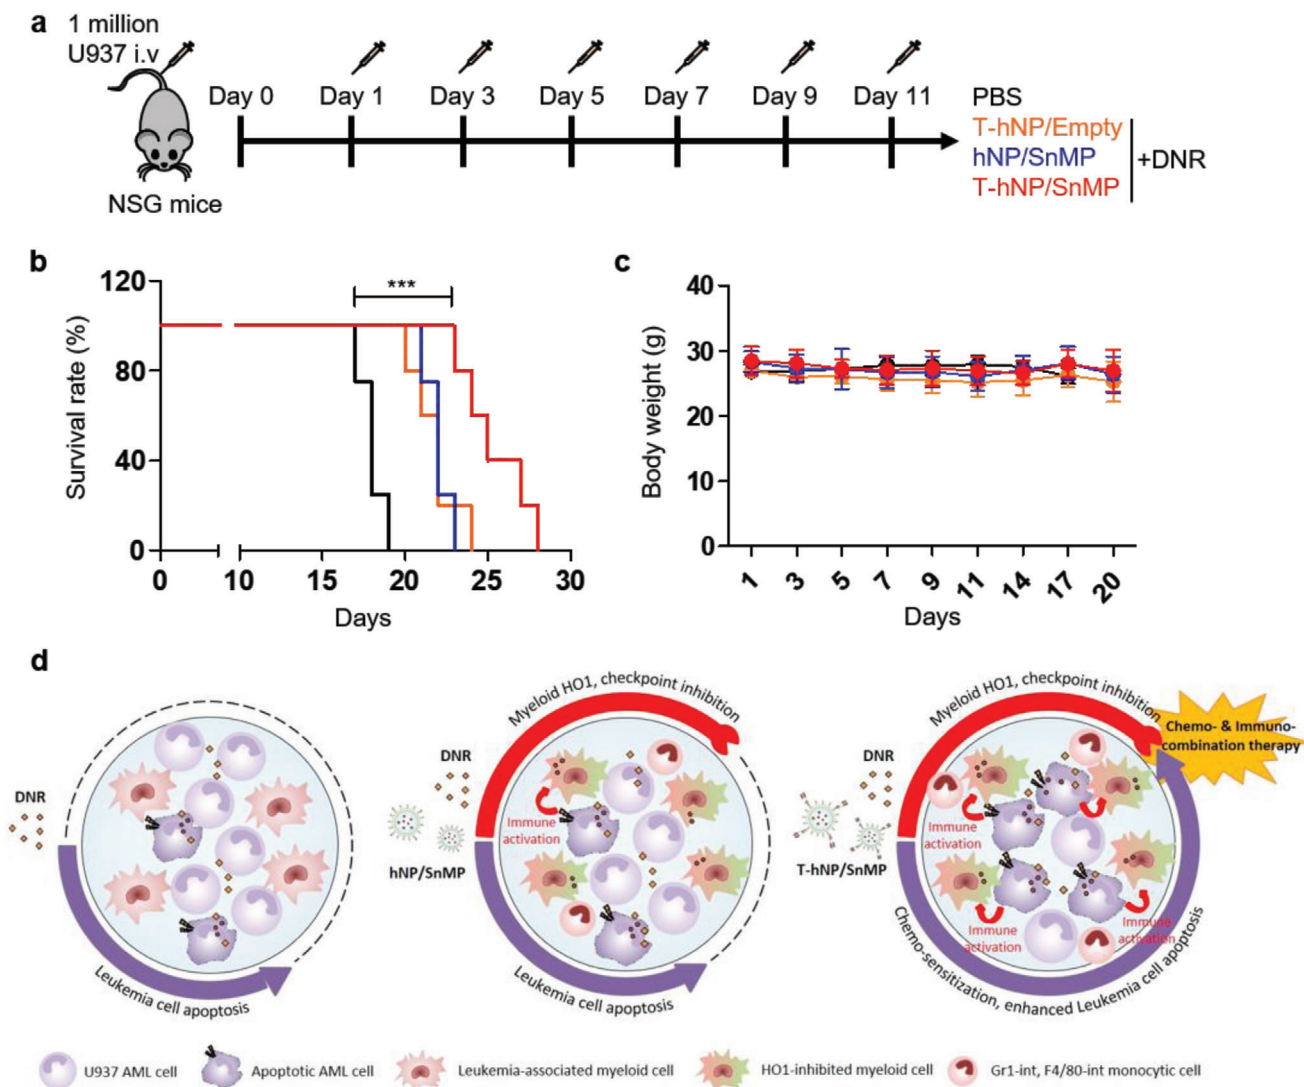 a
1 million
U937 i.v
Day 0 Day 1 Day 3 Day 5 Day 7 Day 9 Day 11
NSG mice
PBS
T-hNP/Empty
hNP/SnMP
T-hNP/SnMP
+DNR
b
Survival rate (%)
120
80
40
0
***
0 10 15 20 25 30
Days
c
Body weight (g)
40
30
20
10
0
1 3 5 7 9 11 14 17 20
Days
d
DNR
Leukemia cell apoptosis
Myeloid HO1, checkpoint inhibition
DNR
hNP/SnMP
Immune
activation
Leukemia cell apoptosis
Myeloid HO1, checkpoint inhibition
Chemo- & Immuno-
combination therapy
DNR
T-hNP/SnMP
Immune
activation
Immune
activation
Immune
activation
Chemo-sensitization, enhanced Leukemia cell apoptosis
U937 AML cell
Apoptotic AML cell
Leukemia-associated myeloid cell
HO1-inhibited myeloid cell
Gr1-int, F4/80-int monocytic cell